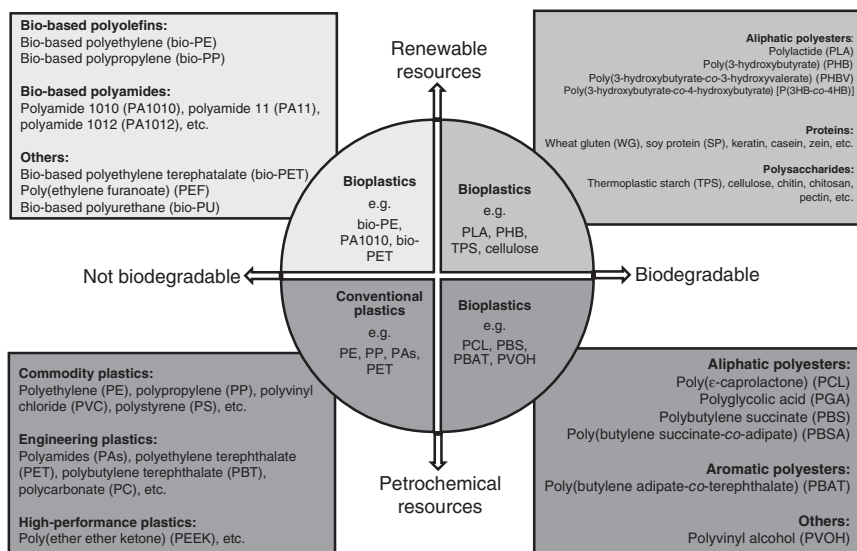 Bio-based polyolefins:
Bio-based polyethylene (bio-PE)
Bio-based polypropylene (bio-PP)
Bio-based polyamides:
Polyamide 1010 (PA1010), polyamide 11 (PA11),
polyamide 1012 (PA1012), etc.
Others:
Bio-based polyethylene terephatalate (bio-PET)
Poly(ethylene furanoate) (PEF)
Bio-based polyurethane (bio-PU)
Renewable
resources
Aliphatic polyesters:
Polylactide (PLA)
Poly(3-hydroxybutyrate) (PHB)
Poly(3-hydroxybutyrate-co-3-hydroxyvalerate) (PHBV)
Poly(3-hydroxybutyrate-co-4-hydroxybutyrate) [P(3HB-co-4HB)]
Proteins:
Wheat gluten (WG), soy protein (SP), keratin, casein, zein, etc.
Polysaccharides:
Thermoplastic starch (TPS), cellulose, chitin, chitosan,
pectin, etc.
Bioplastics
e.g.
bio-PE,
PA1010, bio-
PET
Bioplastics
e.g.
PLA, PHB,
TPS, cellulose
Not biodegradable
Biodegradable
Conventional
plastics
e.g.
PE, PP, PAs,
PET
Bioplastics
e.g.
PCL, PBS,
PBAT, PVOH
Commodity plastics:
Polyethylene (PE), polypropylene (PP), polyvinyl
chloride (PVC), polystyrene (PS), etc.
Engineering plastics:
Polyamides (PAs), polyethylene terephthalate
(PET), polybutylene terephthalate (PBT),
polycarbonate (PC), etc.
High-performance plastics:
Poly(ether ether ketone) (PEEK), etc.
Petrochemical
resources
Aliphatic polyesters:
Poly(ε-caprolactone) (PCL)
Polyglycolic acid (PGA)
Polybutylene succinate (PBS)
Poly(butylene succinate-co-adipate) (PBSA)
Aromatic polyesters:
Poly(butylene adipate-co-terephthalate) (PBAT)
Others:
Polyvinyl alcohol (PVOH)